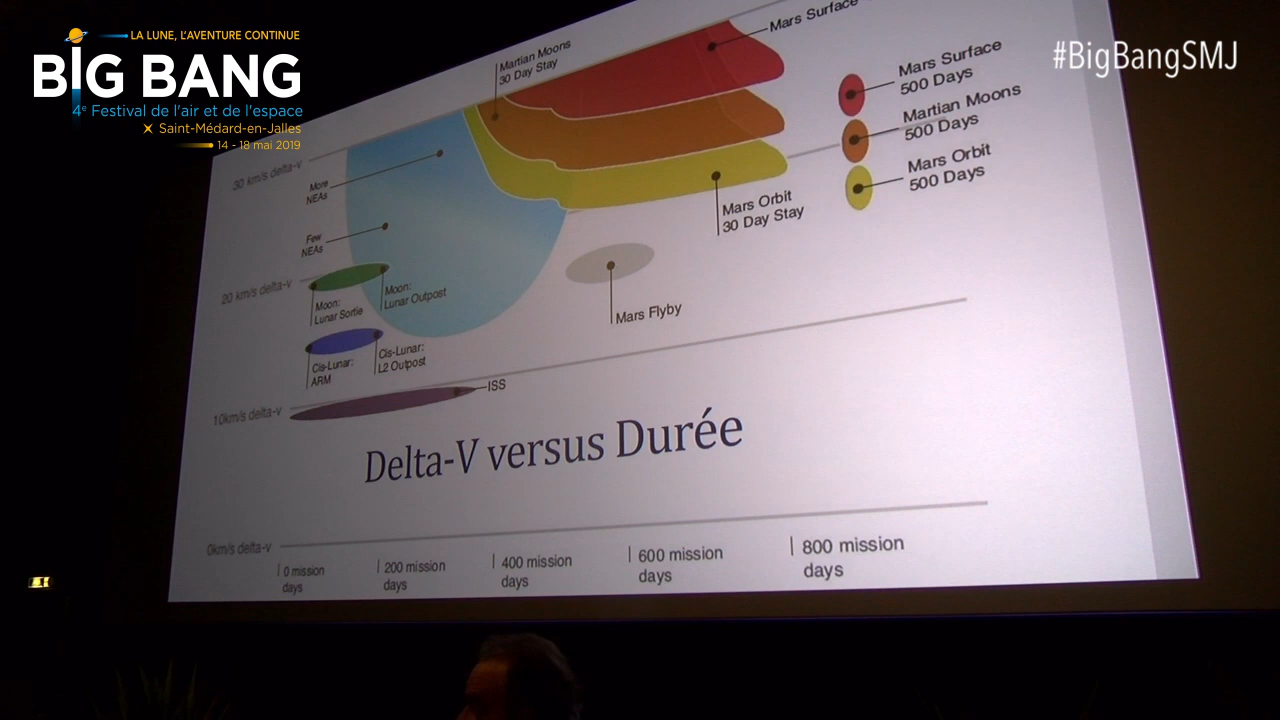 LA LUNE, L'AVENTURE CONTINUE
BIG BANG
4e Festival de l'air et de l'espace
Saint-Médard-en-Jalles
14 - 18 mai 2019
#BigBangSMJ
Martian Moons
30 Day Stay
Mars Surface
Mars Surface
500 Days
Martian Moons
500 Days
Mars Orbit
500 Days
30 km/s delta-v
More
NEAs
Few
NEAs
Mars Orbit
30 Day Stay
20 km/s delta-v
Moon:
Lunar Sortie
Moon:
Lunar Outpost
Mars Flyby
Cis-Lunar:
ARM
Cis-Lunar:
L2 Outpost
ISS
10km/s delta-v
Delta-V versus Durée
0km/s delta-v
0 mission
days
200 mission
days
400 mission
days
600 mission
days
800 mission
days